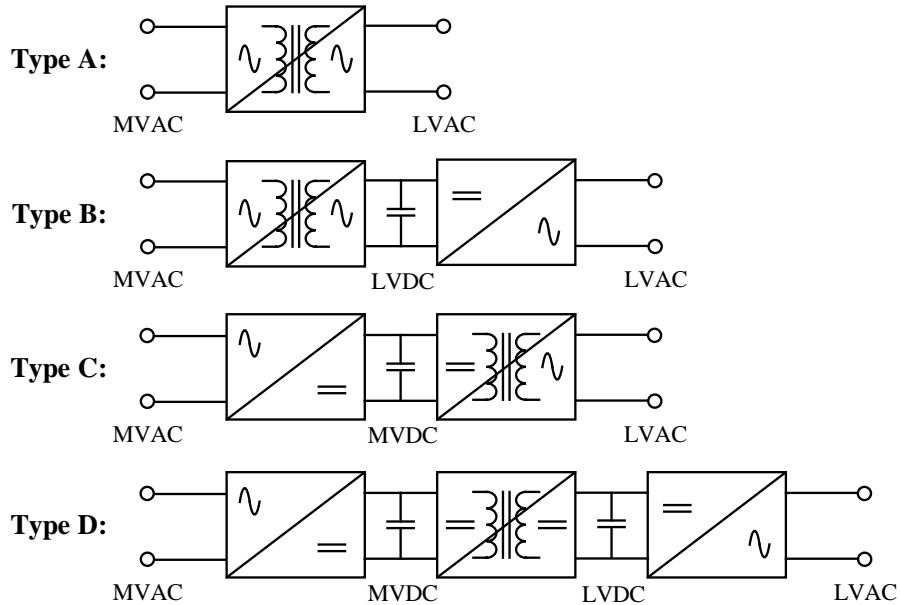 Type A:
MVAC LVAC
Type B:
MVAC LVDC LVAC
Type C:
MVAC MVDC LVAC
Type D:
MVAC MVDC LVDC LVAC